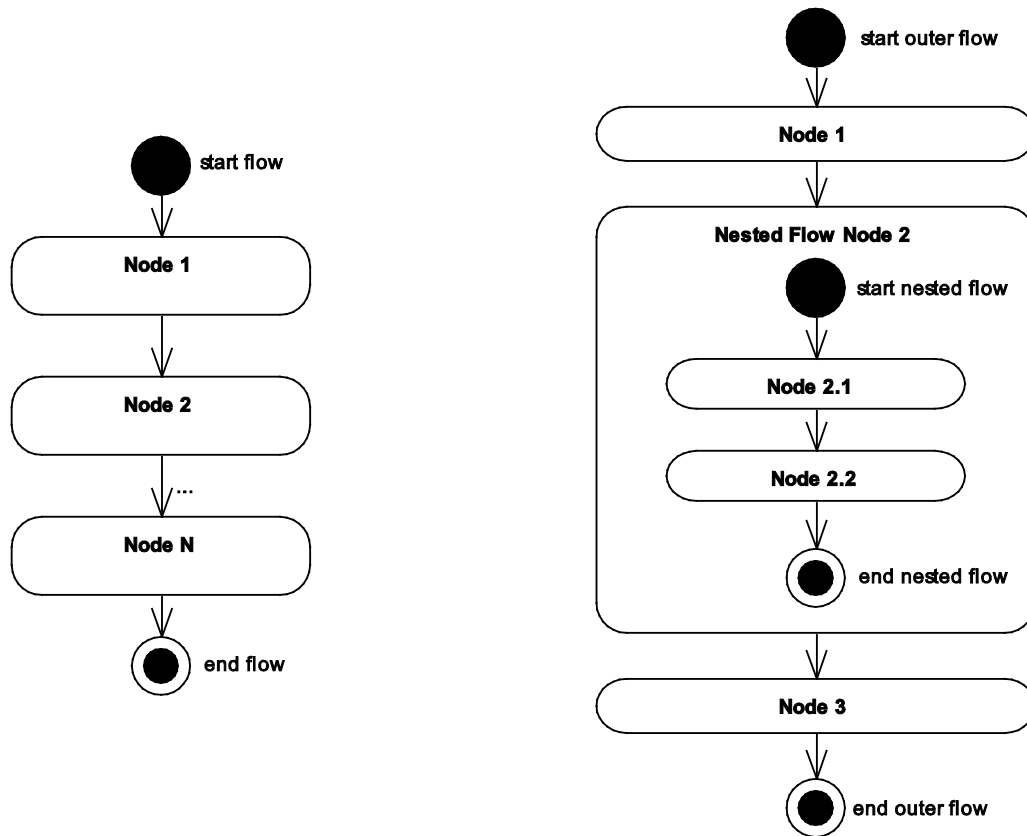 start flow
Node 1
Node 2
...
Node N
end flow
start outer flow
Node 1
Nested Flow Node 2
start nested flow
Node 2.1
Node 2.2
end nested flow
Node 3
end outer flow